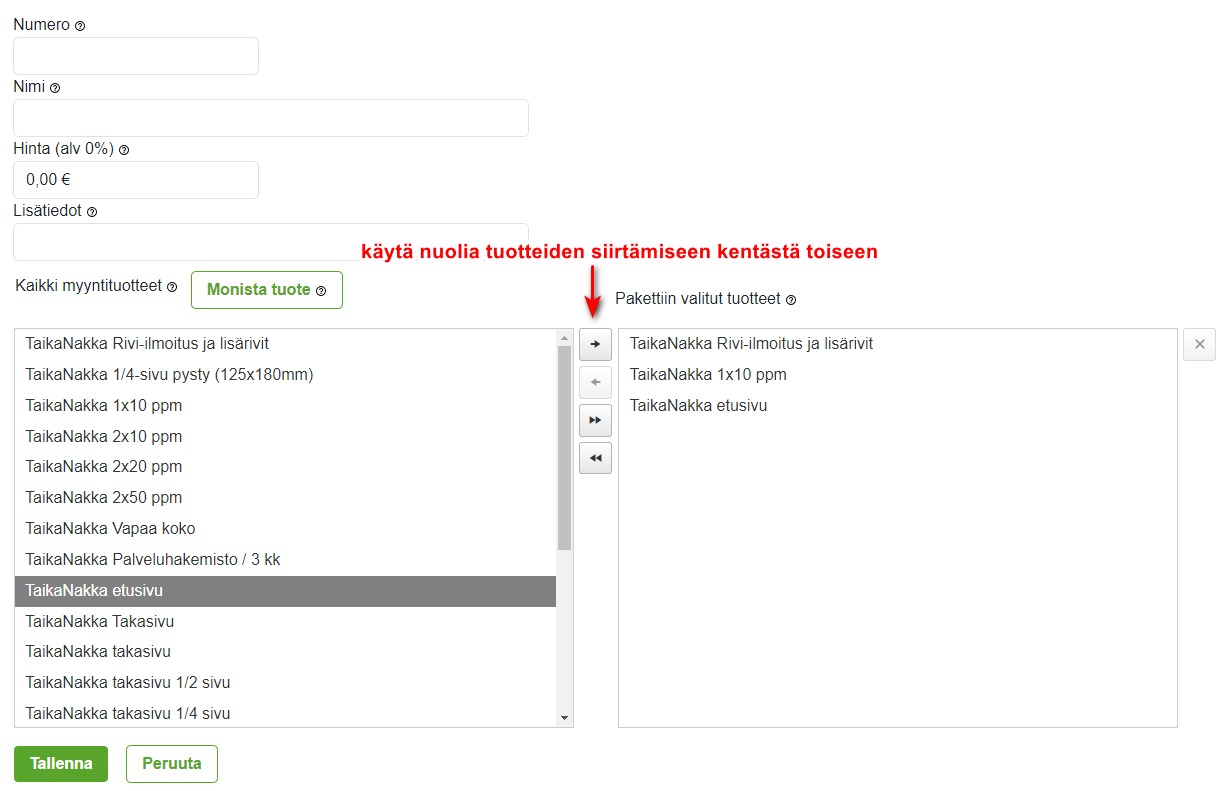 Numero
Nimi
Hinta (alv 0%)
0,00 €
Lisätiedot
käytä nuolia tuotteiden siirtämiseen kentästä toiseen
Kaikki myyntituotteet
Monista tuote
Pakettiin valitut tuotteet
TaikaNakka Rivi-ilmoitus ja lisärivit
TaikaNakka 1/4-sivu pysty (125x180mm)
TaikaNakka 1x10 ppm
TaikaNakka 2x10 ppm
TaikaNakka 2x20 ppm
TaikaNakka 2x50 ppm
TaikaNakka Vapaa koko
TaikaNakka Palveluhakemisto / 3 kk
TaikaNakka etusivu
TaikaNakka Takasivu
TaikaNakka takasivu
TaikaNakka takasivu 1/2 sivu
TaikaNakka takasivu 1/4 sivu
TaikaNakka Rivi-ilmoitus ja lisärivit
TaikaNakka 1x10 ppm
TaikaNakka etusivu
Tallenna
Peruuta